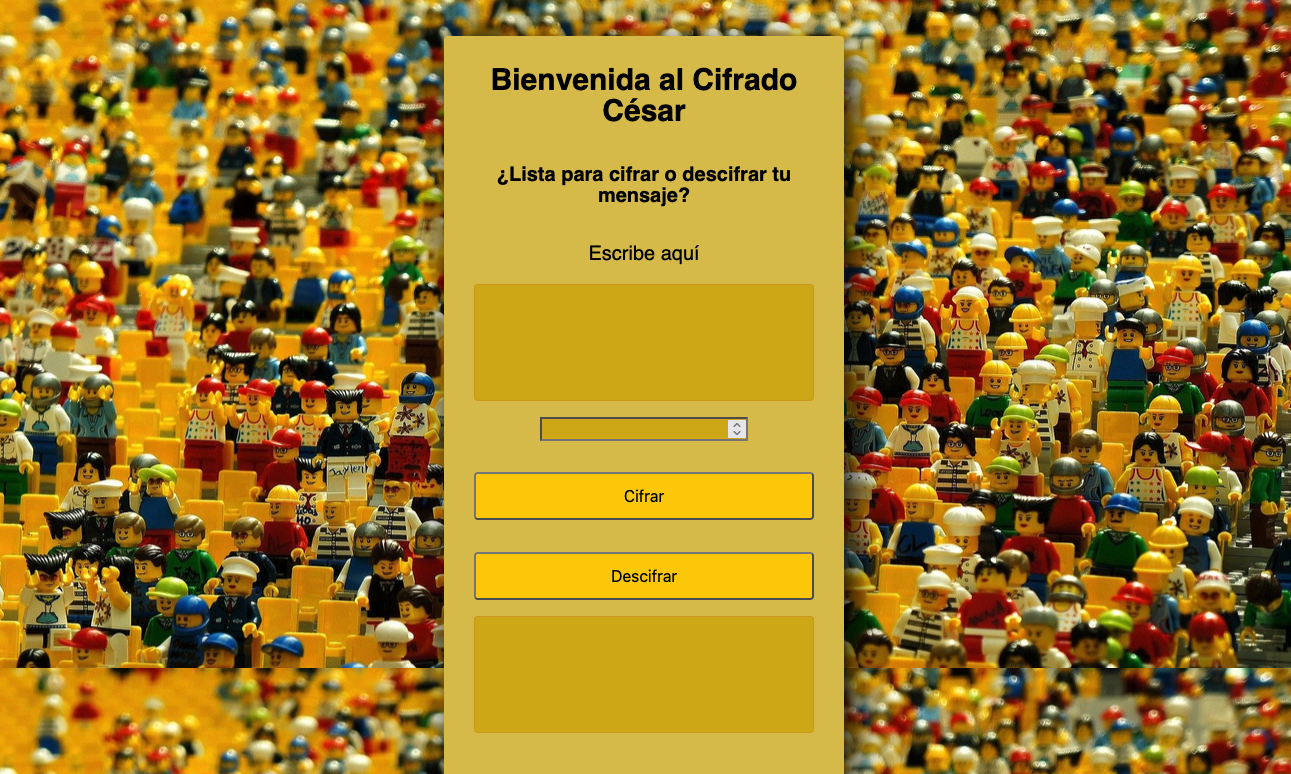 Bienvenida al Cifrado
César
¿Lista para cifrar o descifrar tu
mensaje?
Escribe aquí
Cifrar
Descifrar